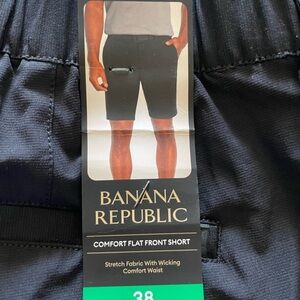 BANANA
REPUBLIC
COMFORT FLAT FRONT SHORT
Stretch Fabric With Wicking
Comfort Waist
38